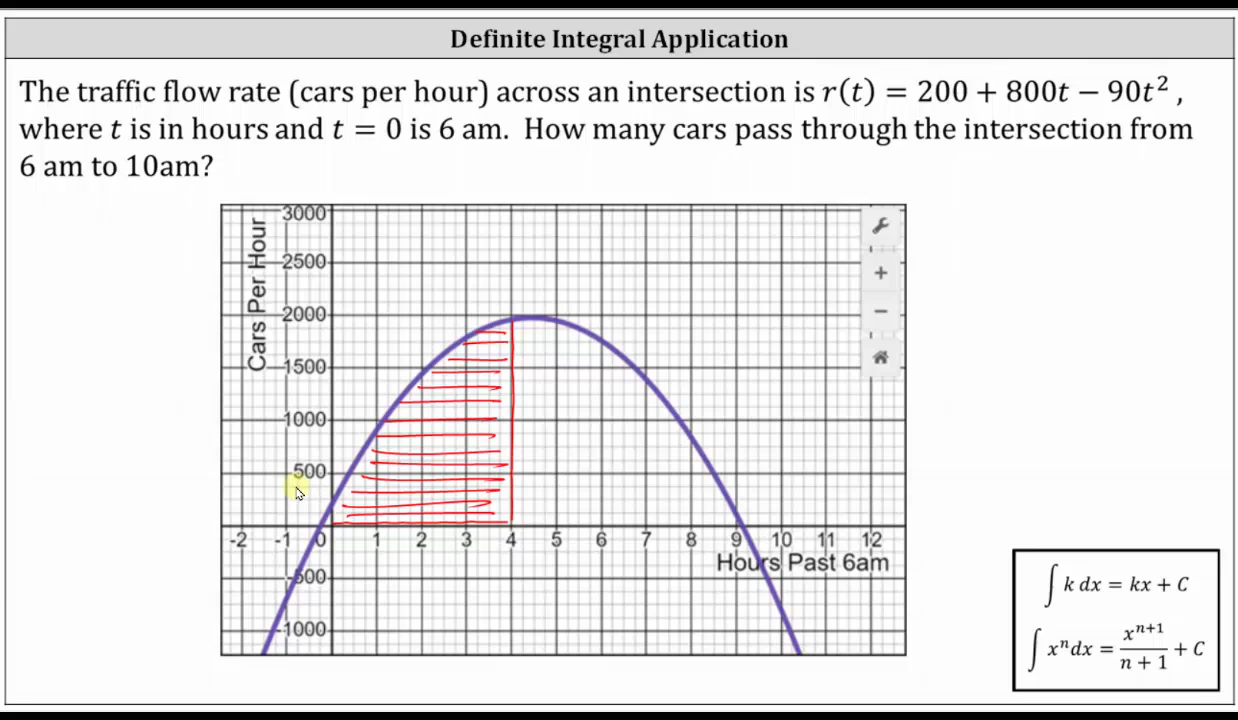 Definite Integral Application
The traffic flow rate (cars per hour) across an intersection is r(t) = 200 + 800t − 90t²,
where t is in hours and t = 0 is 6 am. How many cars pass through the intersection from
6 am to 10am?
Cars Per Hour
3000
2500
2000
1500
1000
500
-2 -1 0 1 2 3 4 5 6 7 8 9 10 11 12
Hours Past 6am
-500
-1000
+
−
∫ k dx = kx + C
∫ xⁿdx = xⁿ⁺¹/(n + 1) + C